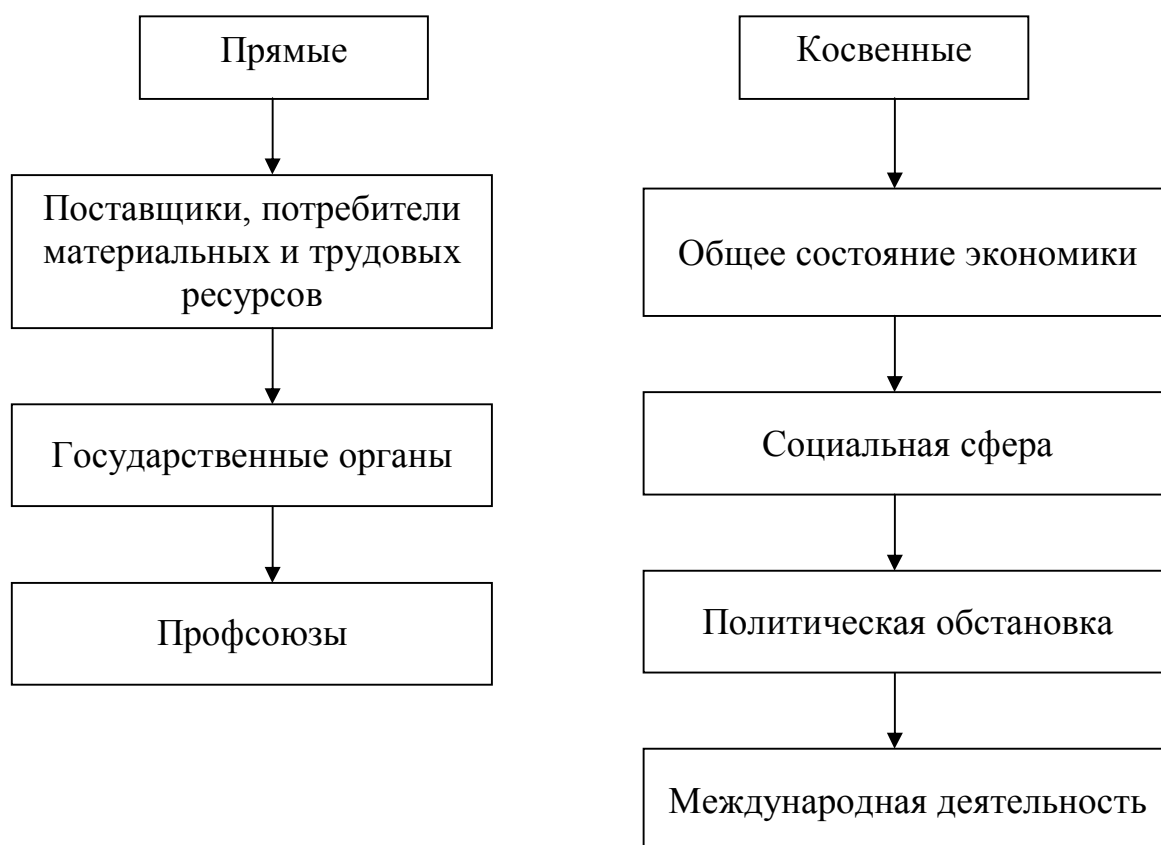 Прямые
Поставщики, потребители
материальных и трудовых
ресурсов
Государственные органы
Профсоюзы
Косвенные
Общее состояние экономики
Социальная сфера
Политическая обстановка
Международная деятельность